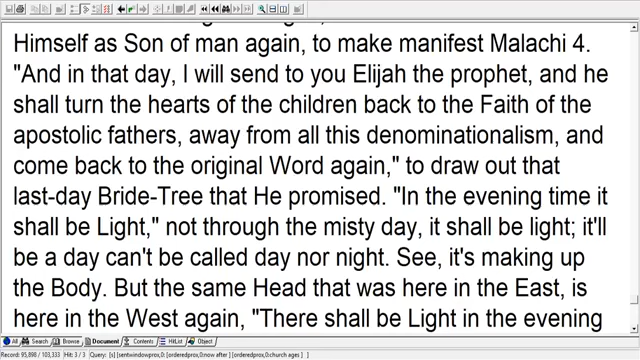 Himself as Son of man again, to make manifest Malachi 4.
"And in that day, I will send to you Elijah the prophet, and he
shall turn the hearts of the children back to the Faith of the
apostolic fathers, away from all this denominationalism, and
come back to the original Word again," to draw out that
last-day Bride-Tree that He promised. "In the evening time it
shall be Light," not through the misty day, it shall be light; it'll
be a day can't be called day nor night. See, it's making up
the Body. But the same Head that was here in the East, is
here in the West again, "There shall be Light in the evening
All Search Browse Document Contents HitList Object
Record: 95,898 / 103,333 Hit: 3 / 3 Query: [s] [sentwindowprox,0: [orderedprox,0:now after ] [orderedprox,0:church ages ] ]